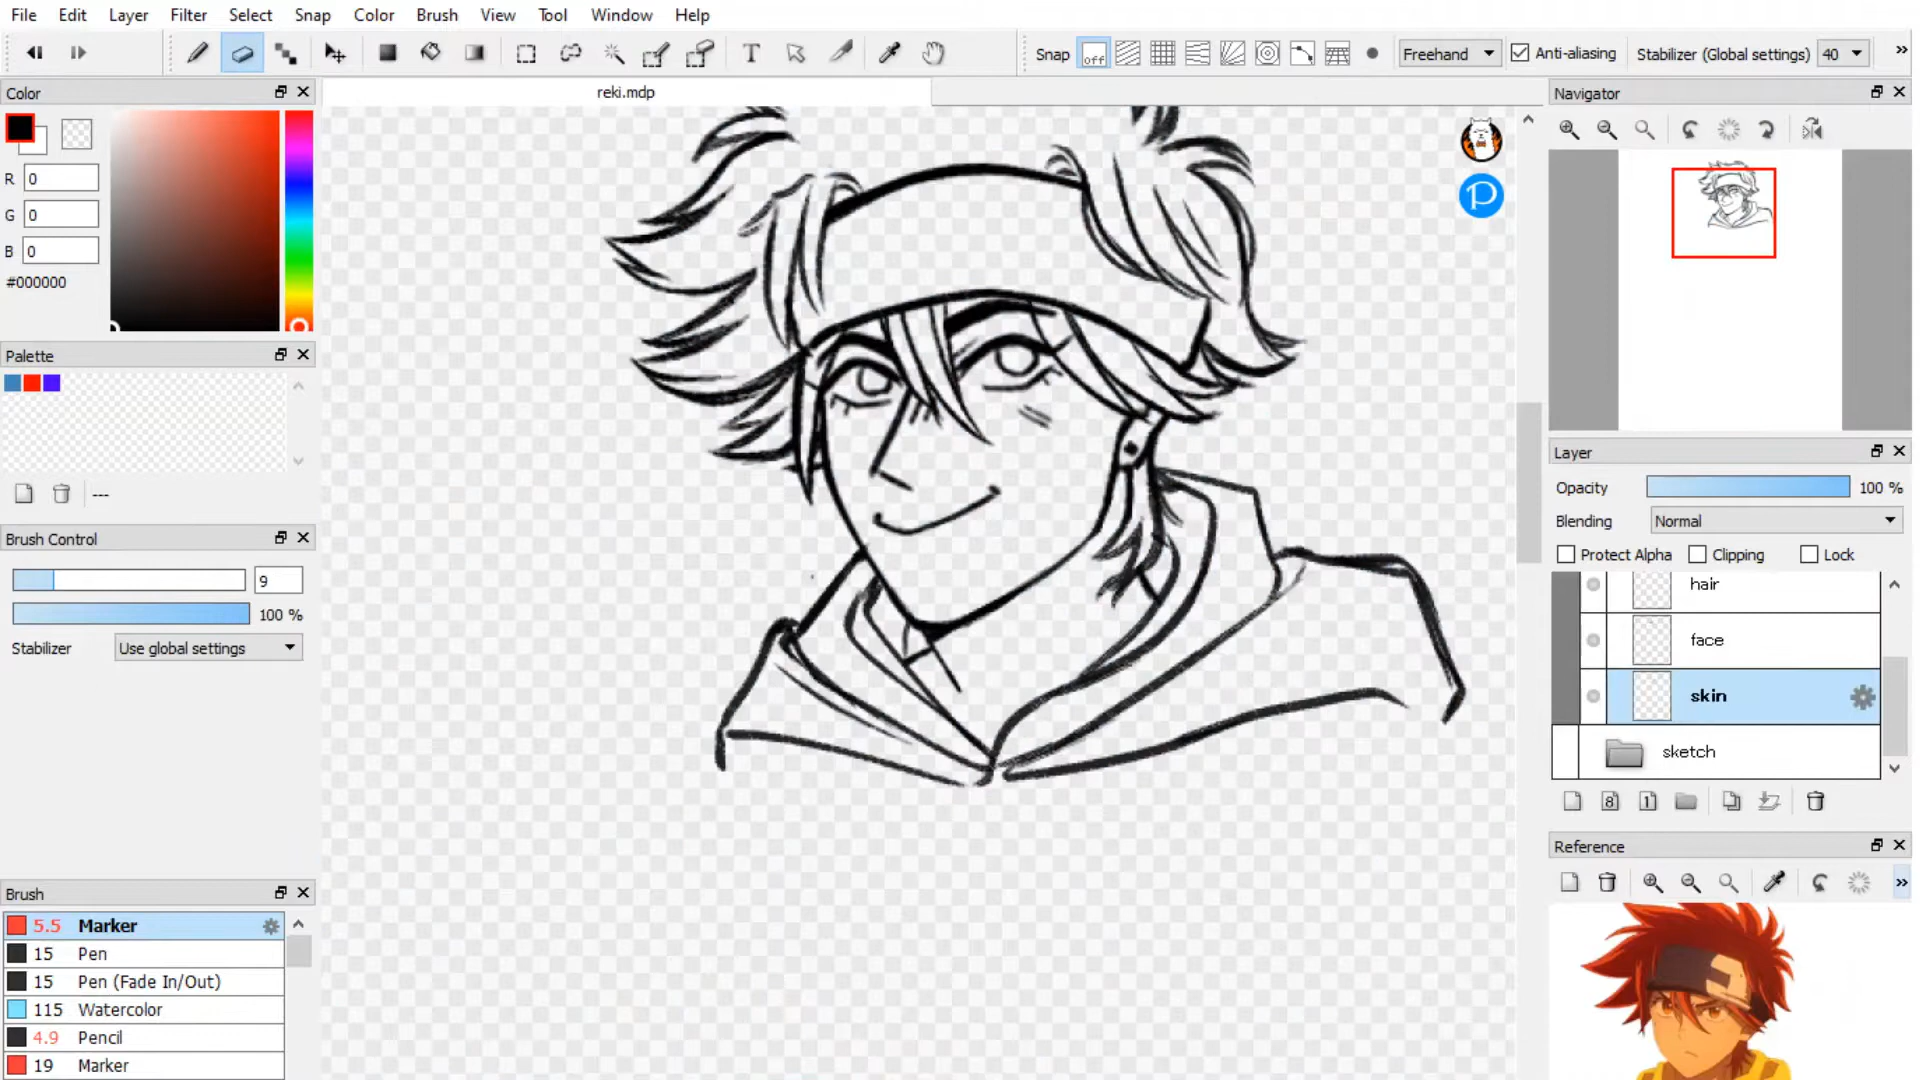 File Edit Layer Filter Select Snap Color Brush View Tool Window Help
Snap off Freehand Anti-aliasing Stabilizer (Global settings) 40 »
Color
reki.mdp
Navigator
R 0
G 0
B 0
#000000
Palette
---
Brush Control
9
100 %
Stabilizer Use global settings
Layer
Opacity 100 %
Blending Normal
Protect Alpha Clipping Lock
hair
face
skin
sketch
8 1
Reference
»
Brush
5.5 Marker
15 Pen
15 Pen (Fade In/Out)
115 Watercolor
4.9 Pencil
19 Marker
P